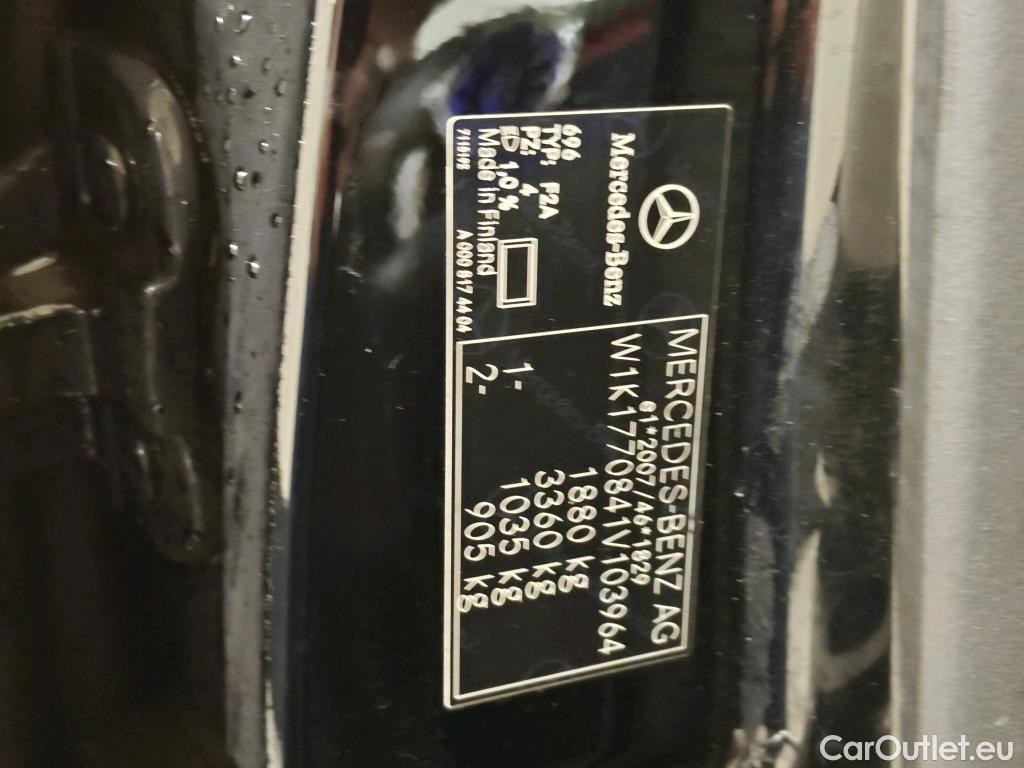 Mercedes-Benz
696
TYP: F2A
PZ: 4
ED 1,0 %
Made in Finland
A 000 817 44 04
MERCEDES-BENZ AG
e1*2007/46*1829
W1K1770841V103964
1880 kg
3360 kg
1- 1035 kg
2- 905 kg
CarOutlet.eu